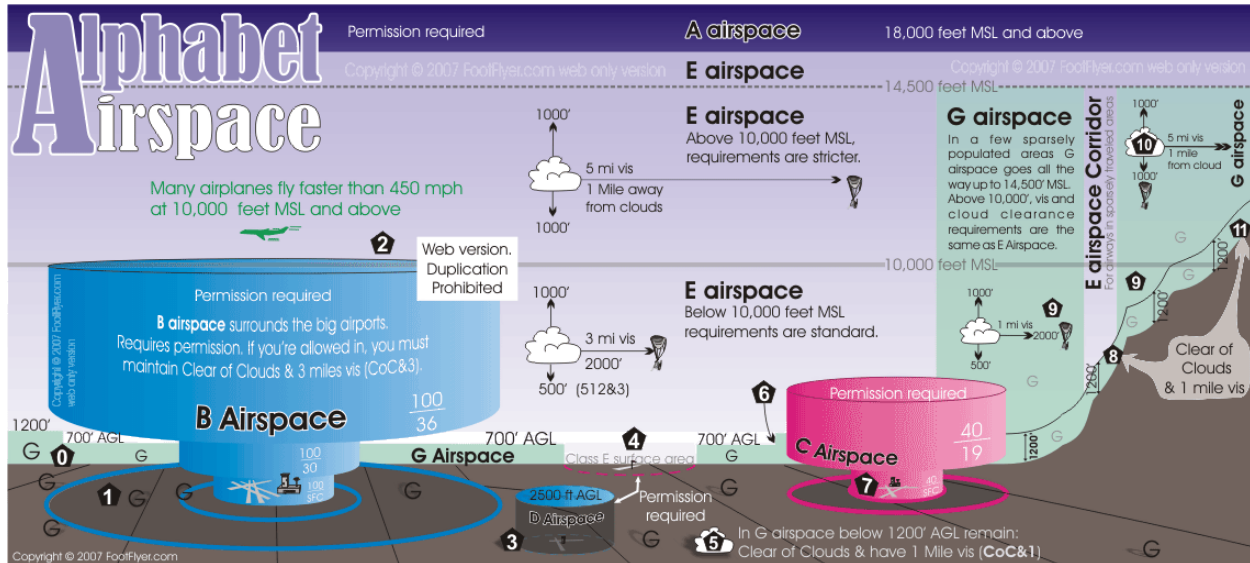 Alphabet
Airspace
Permission required
A airspace
18,000 feet MSL and above
Copyright © 2007 FootFlyer.com web only version
E airspace
Copyright © 2007 FootFlyer.com web only version
14,500 feet MSL
Many airplanes fly faster than 450 mph
at 10,000 feet MSL and above
1000'
5 mi vis
1 Mile away
from clouds
1000'
E airspace
Above 10,000 feet MSL,
requirements are stricter.
G airspace
In a few sparsely
populated areas G
airspace goes all the
way up to 14,500' MSL.
Above 10,000', vis and
cloud clearance
requirements are the
same as E Airspace.
E airspace Corridor
For airways in sparsely traveled areas
1000'
10
5 mi vis
1 mile
from cloud
1000'
G airspace
11
G
G
1200'
2
Web version.
Duplication
Prohibited
10,000 feet MSL
Permission required
B airspace surrounds the big airports.
Requires permission. If you're allowed in, you must
maintain Clear of Clouds & 3 miles vis (CoC&3).
Copyright © 2007 FootFlyer.com
web only version
B Airspace
100
36
1000'
3 mi vis
2000'
500'
(512&3)
E airspace
Below 10,000 feet MSL
requirements are standard.
1000'
1 mi vis
2000'
500'
9
9
G
1200'
G
8
1200'
Clear of
Clouds
& 1 mile vis
G
G
1200'
6
Permission required
40
19
C Airspace
7
40
SFC
1200'
700' AGL
G
0
G
100
30
100
SFC
G Airspace
700' AGL
4
Class E surface area
700' AGL
G
1
G
G
G
G
G
2500-ft AGL
D Airspace
3
Permission
required
G
G
5
In G airspace below 1200' AGL remain:
Clear of Clouds & have 1 Mile vis (CoC&1)
G
Copyright © 2007 FootFlyer.com